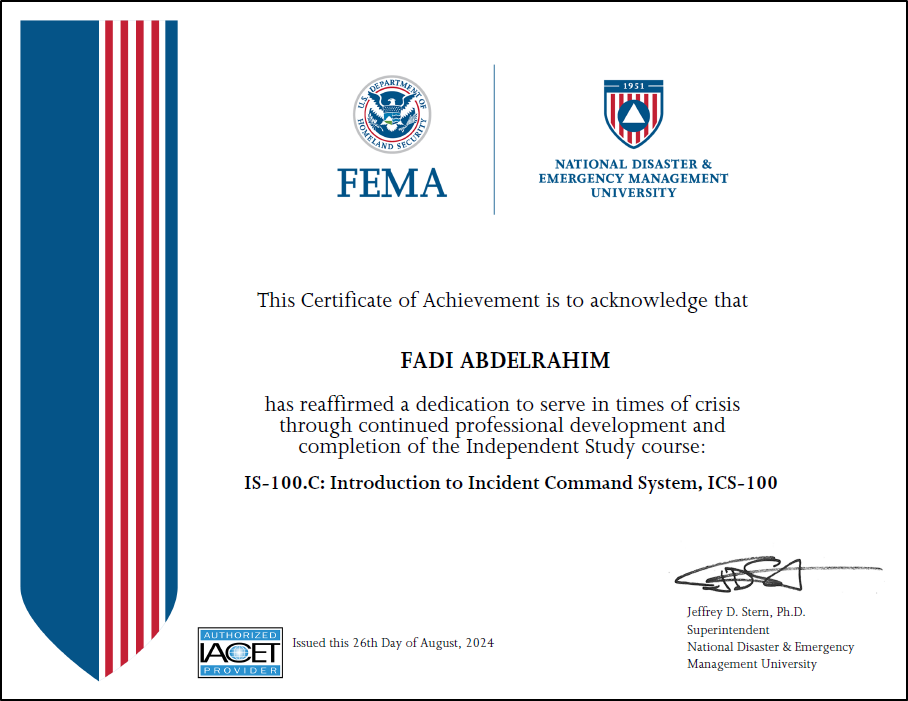 U.S. DEPARTMENT OF
HOMELAND SECURITY
FEMA
1951
NATIONAL DISASTER &
EMERGENCY MANAGEMENT
UNIVERSITY
This Certificate of Achievement is to acknowledge that
FADI ABDELRAHIM
has reaffirmed a dedication to serve in times of crisis
through continued professional development and
completion of the Independent Study course:
IS-100.C: Introduction to Incident Command System, ICS-100
Jeffrey D. Stern, Ph.D.
Superintendent
National Disaster & Emergency
Management University
AUTHORIZED
IACET
PROVIDER
Issued this 26th Day of August, 2024